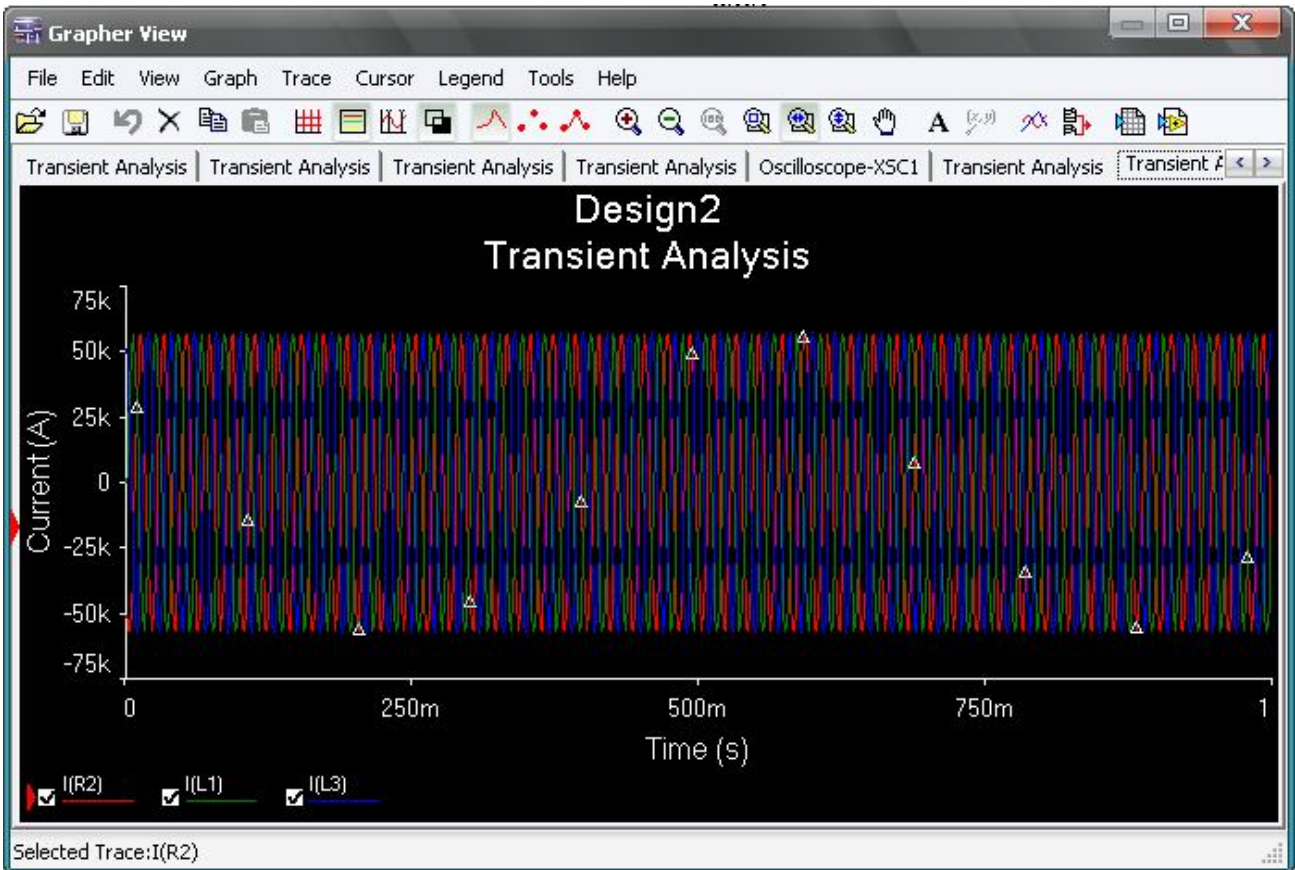 Grapher View
File Edit View Graph Trace Cursor Legend Tools Help
Transient Analysis Transient Analysis Transient Analysis Transient Analysis Oscilloscope-XSC1 Transient Analysis Transient
Design2
Transient Analysis
75k
50k
25k
0
-25k
-50k
-75k
Current(A)
0 250m 500m 750m 1
Time (s)
I(R2) I(L1) I(L3)
Selected Trace:I(R2)